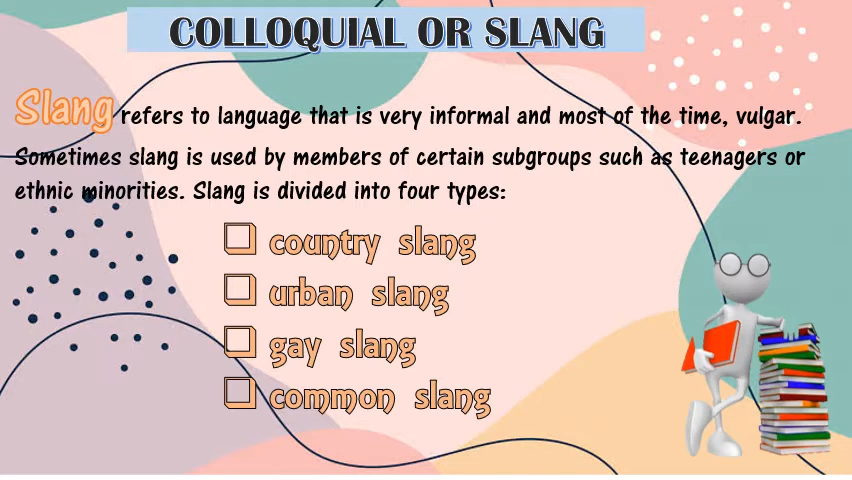 COLLOQUIAL OR SLANG
Slang refers to language that is very informal and most of the time, vulgar.
Sometimes slang is used by members of certain subgroups such as teenagers or
ethnic minorities. Slang is divided into four types:
country slang
urban slang
gay slang
common slang